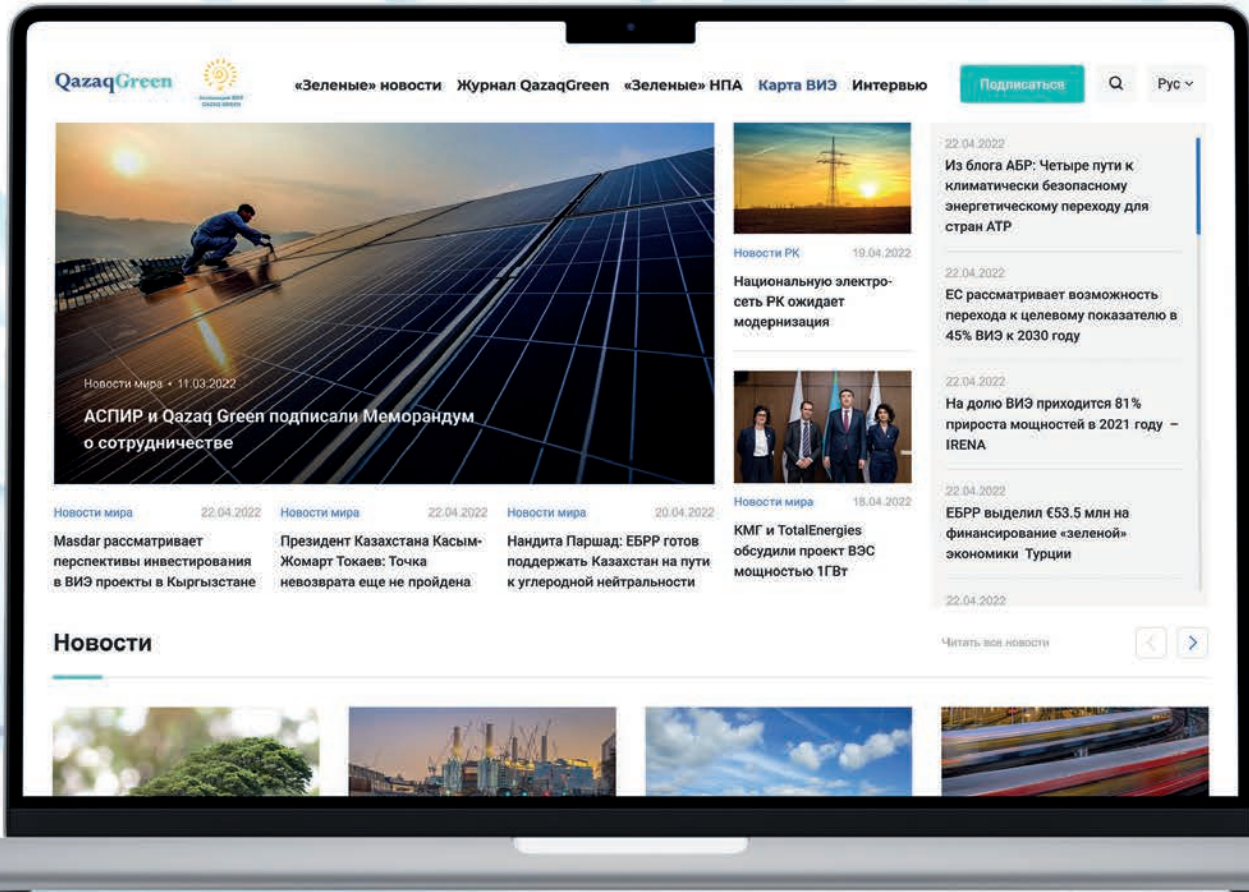 QazaqGreen
Ассоциация ВИЭ
QAZAQ GREEN
«Зеленые» новости Журнал QazaqGreen «Зеленые» НПА Карта ВИЭ Интервью
Подписаться
Рус
Новости мира • 11.03.2022
АСПИР и Qazaq Green подписали Меморандум
о сотрудничестве
Новости мира 22.04.2022
Masdar рассматривает
перспективы инвестирования
в ВИЭ проекты в Кыргызстане
Новости мира 22.04.2022
Президент Казахстана Касым-
Жомарт Токаев: Точка
невозврата еще не пройдена
Новости мира 20.04.2022
Нандита Паршад: ЕБРР готов
поддержать Казахстан на пути
к углеродной нейтральности
Новости РК 19.04.2022
Национальную электро-
сеть РК ожидает
модернизация
Новости мира 18.04.2022
КМГ и TotalEnergies
обсудили проект ВЭС
мощностью 1ГВт
22.04.2022
Из блога АБР: Четыре пути к
климатически безопасному
энергетическому переходу для
стран АТР
22.04.2022
ЕС рассматривает возможность
перехода к целевому показателю в
45% ВИЭ к 2030 году
22.04.2022
На долю ВИЭ приходится 81%
прироста мощностей в 2021 году –
IRENA
22.04.2022
ЕБРР выделил €53.5 млн на
финансирование «зеленой»
экономики Турции
22.04.2022
Новости
Читать все новости